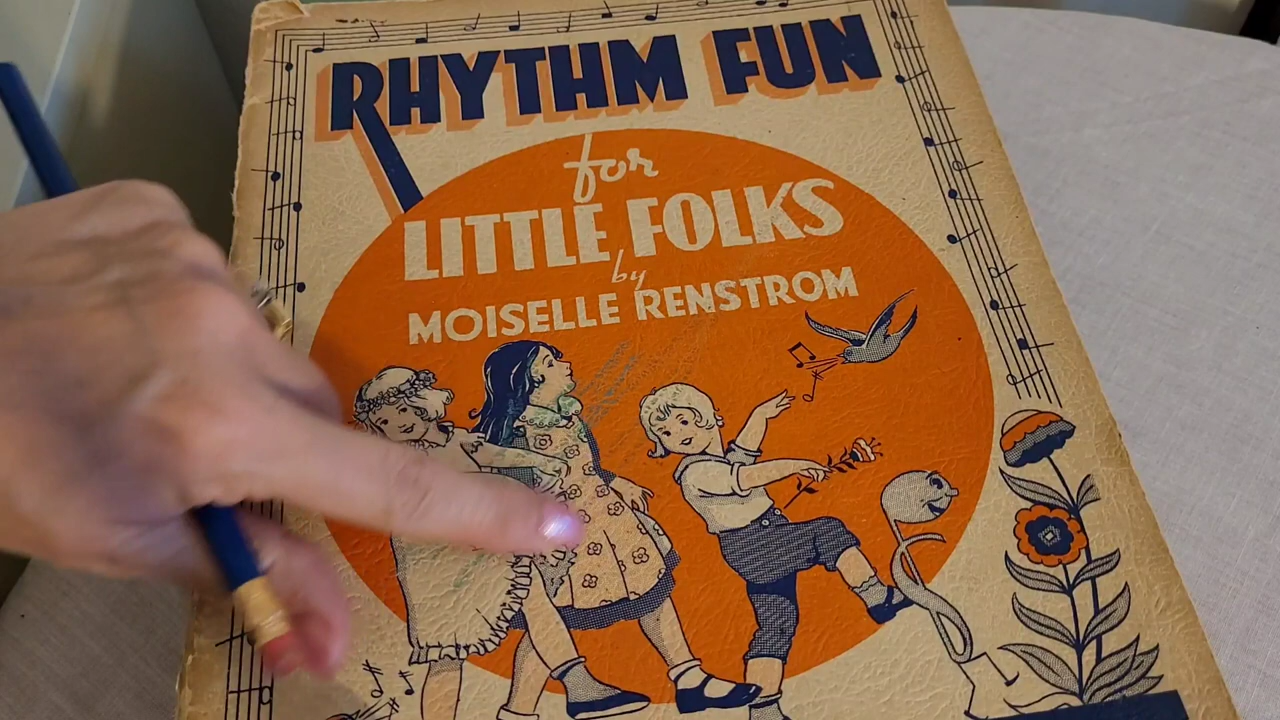 RHYTHM FUN
for
LITTLE FOLKS
by
MOISELLE RENSTROM